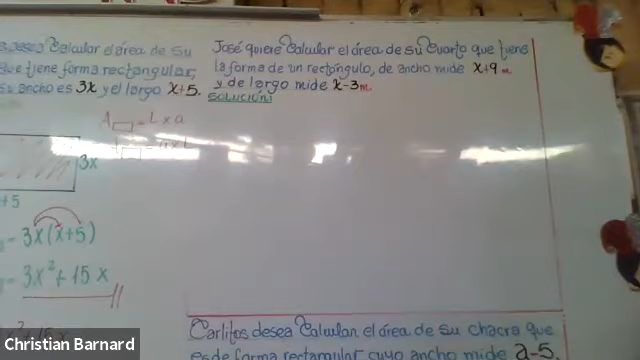 desea Calcular el área de su
que tiene forma rectangular,
su ancho es 3x y el largo x+5.
A▭ = L x a
3x
+5
= 3x(x+5)
= 3x² + 15x
José quiere Calcular el área de su Cuarto que tiene
la forma de un rectángulo, de ancho mide x+9 m
y de largo mide x-3m.
SOLUCIÓN:
Carlitos desea Calcular el área de su chacra que
es de forma rectangular cuyo ancho mide a-5.
Christian Barnard